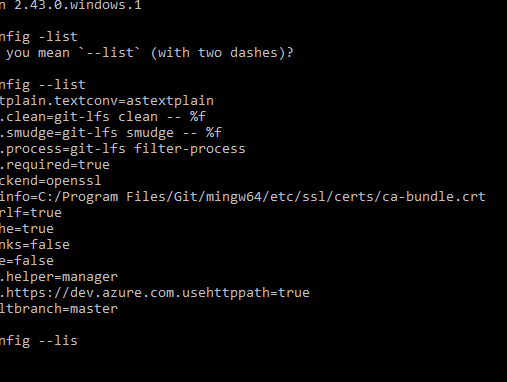 n 2.43.0.windows.1
nfig -list
you mean `--list` (with two dashes)?
nfig --list
tplain.textconv=astextplain
.clean=git-lfs clean -- %f
.smudge=git-lfs smudge -- %f
.process=git-lfs filter-process
.required=true
ckend=openssl
info=C:/Program Files/Git/mingw64/etc/ssl/certs/ca-bundle.crt
rlf=true
he=true
nks=false
e=false
.helper=manager
.https://dev.azure.com.usehttppath=true
ltbranch=master
nfig --lis